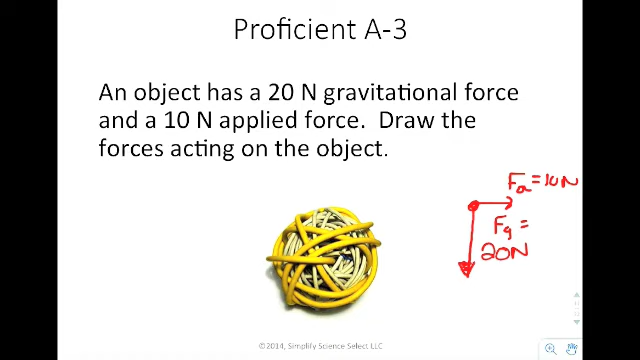 Proficient A-3
An object has a 20 N gravitational force
and a 10 N applied force.  Draw the
forces acting on the object.
Fa = 10N
Fg =
20N
©2014, Simplify Science Select LLC